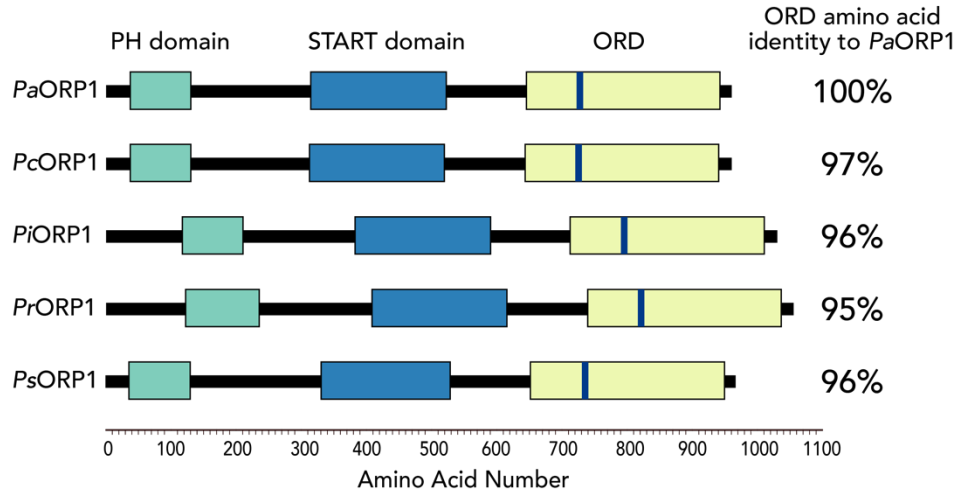 ORD amino acid
PH domain START domain ORD identity to PaORP1
PaORP1 100%
PcORP1 97%
PiORP1 96%
PrORP1 95%
PsORP1 96%
0 100 200 300 400 500 600 700 800 900 1000 1100
Amino Acid Number